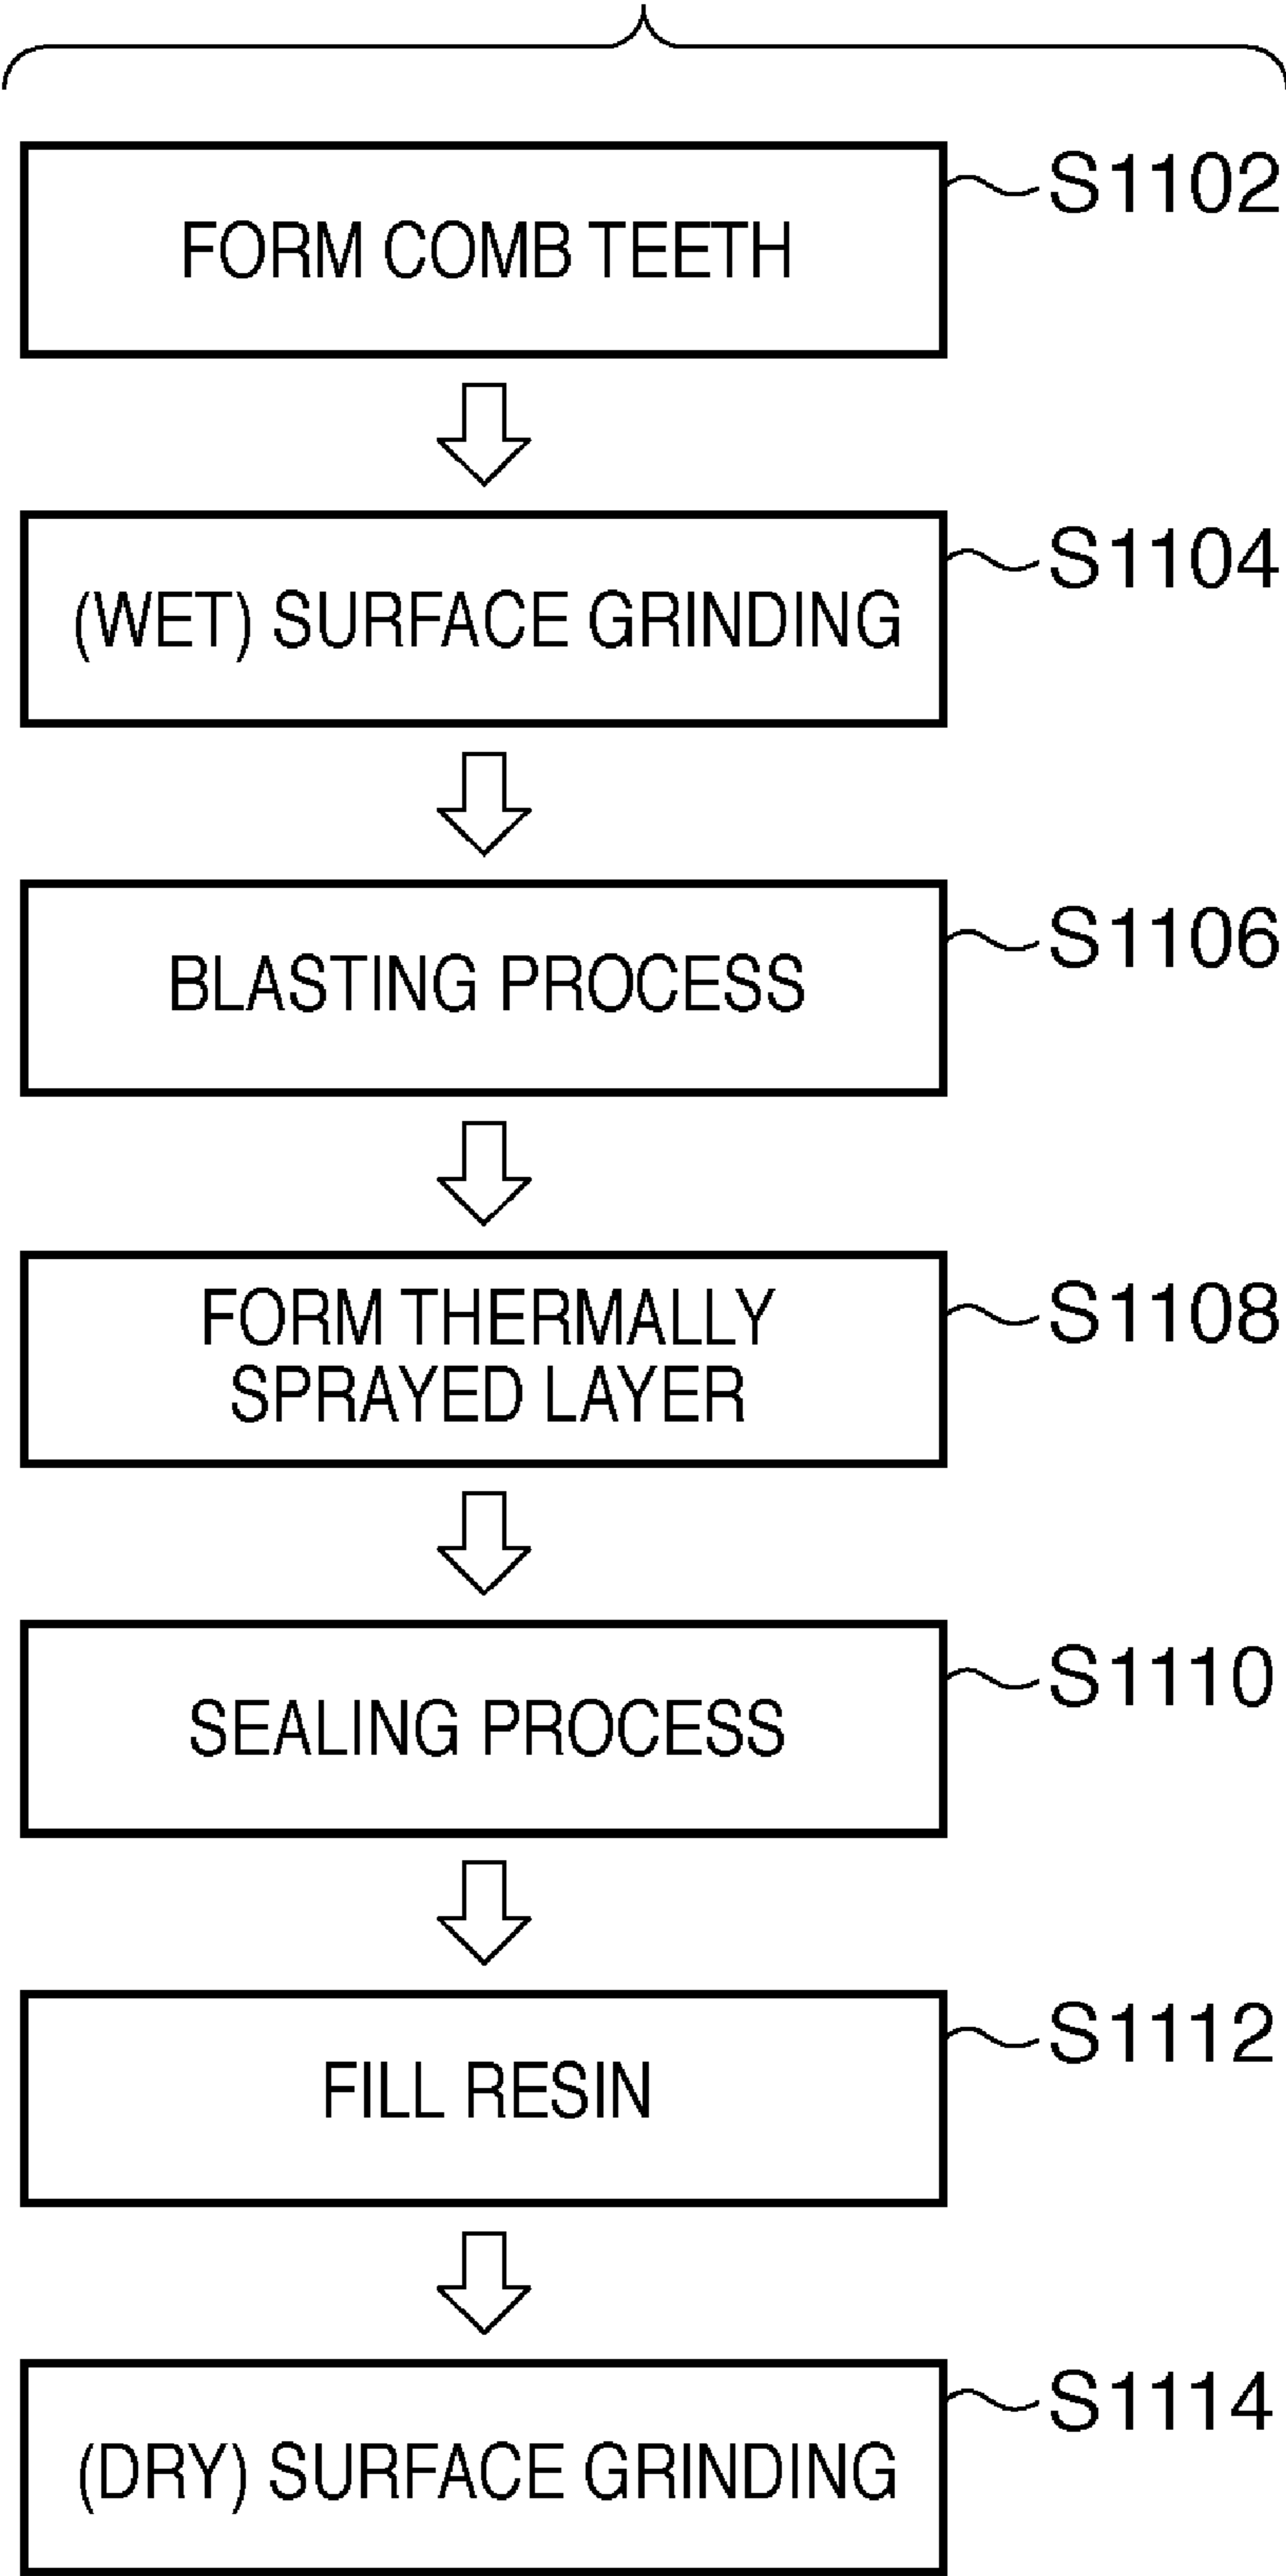 FORM COMB TEETH
S1102
(WET) SURFACE GRINDING
S1104
BLASTING PROCESS
S1106
FORM THERMALLY
SPRAYED LAYER
S1108
SEALING PROCESS
S1110
FILL RESIN
S1112
(DRY) SURFACE GRINDING
S1114